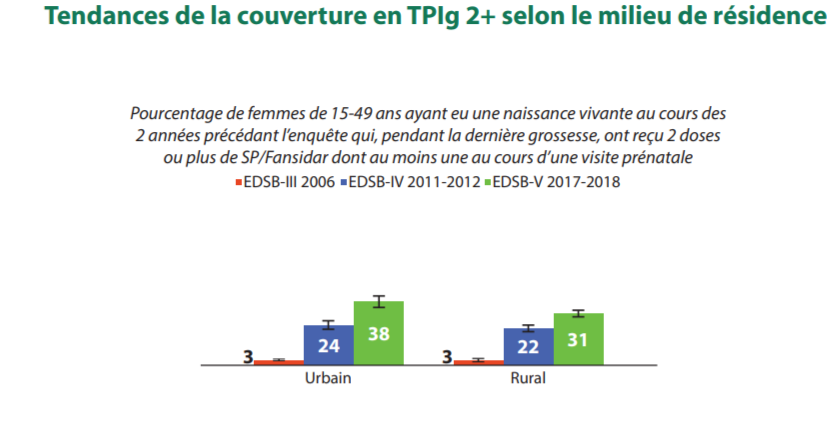 Tendances de la couverture en TPIg 2+ selon le milieu de résidence
Pourcentage de femmes de 15-49 ans ayant eu une naissance vivante au cours des
2 années précédant l'enquête qui, pendant la dernière grossesse, ont reçu 2 doses
ou plus de SP/Fansidar dont au moins une au cours d'une visite prénatale
EDSB-III 2006 EDSB-IV 2011-2012 EDSB-V 2017-2018
3 24 38 3 22 31
Urbain Rural